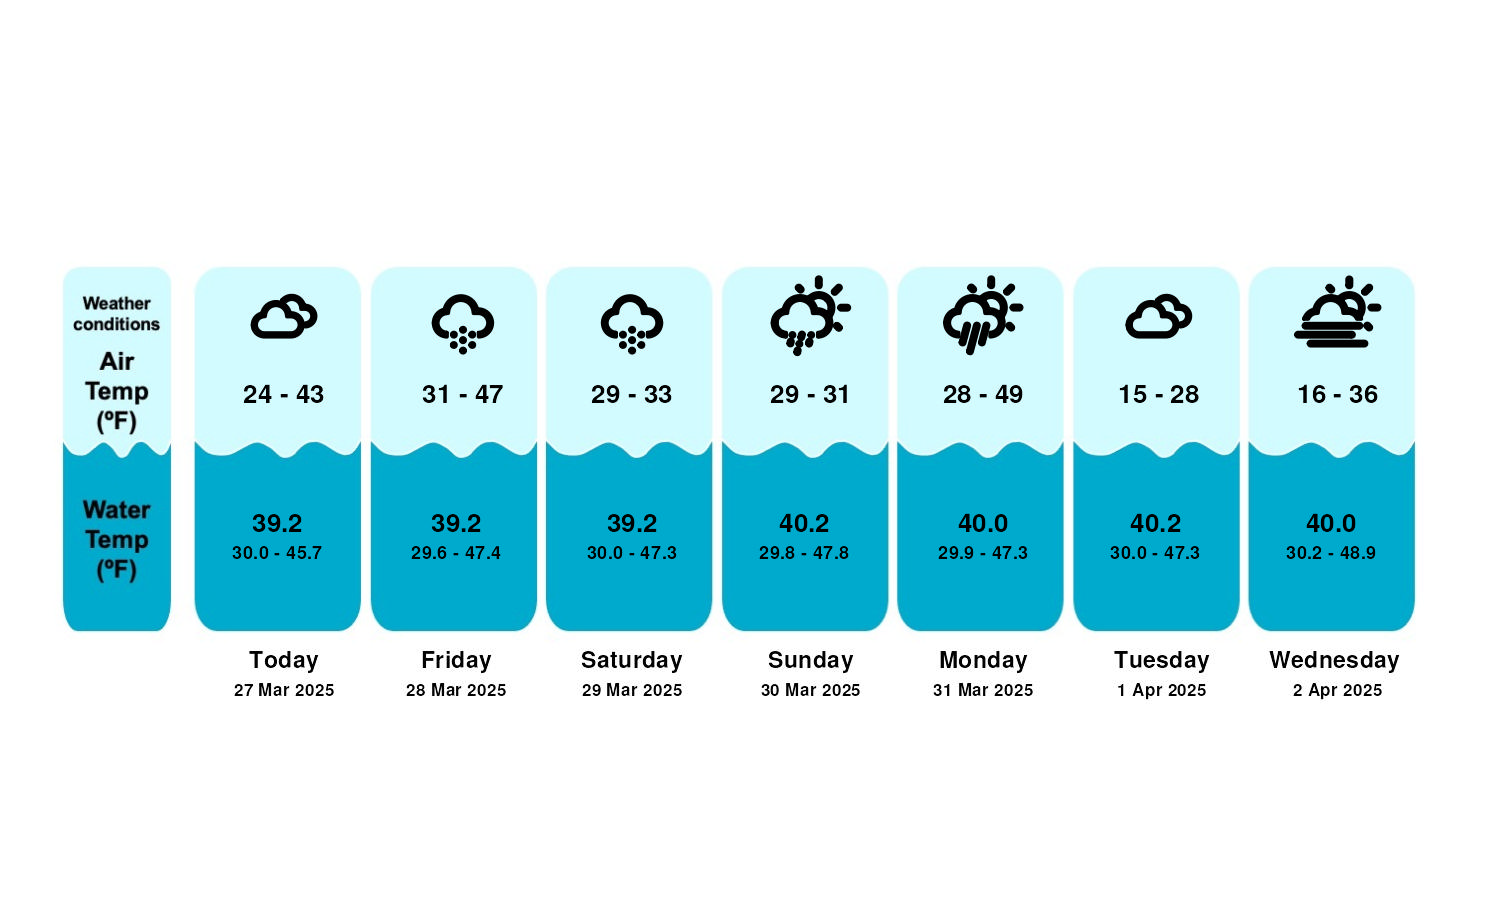 Weather
conditions
Air
Temp
(ºF)
Water
Temp
(ºF)
24 - 43
39.2
30.0 - 45.7
Today
27 Mar 2025
31 - 47
39.2
29.6 - 47.4
Friday
28 Mar 2025
29 - 33
39.2
30.0 - 47.3
Saturday
29 Mar 2025
29 - 31
40.2
29.8 - 47.8
Sunday
30 Mar 2025
28 - 49
40.0
29.9 - 47.3
Monday
31 Mar 2025
15 - 28
40.2
30.0 - 47.3
Tuesday
1 Apr 2025
16 - 36
40.0
30.2 - 48.9
Wednesday
2 Apr 2025